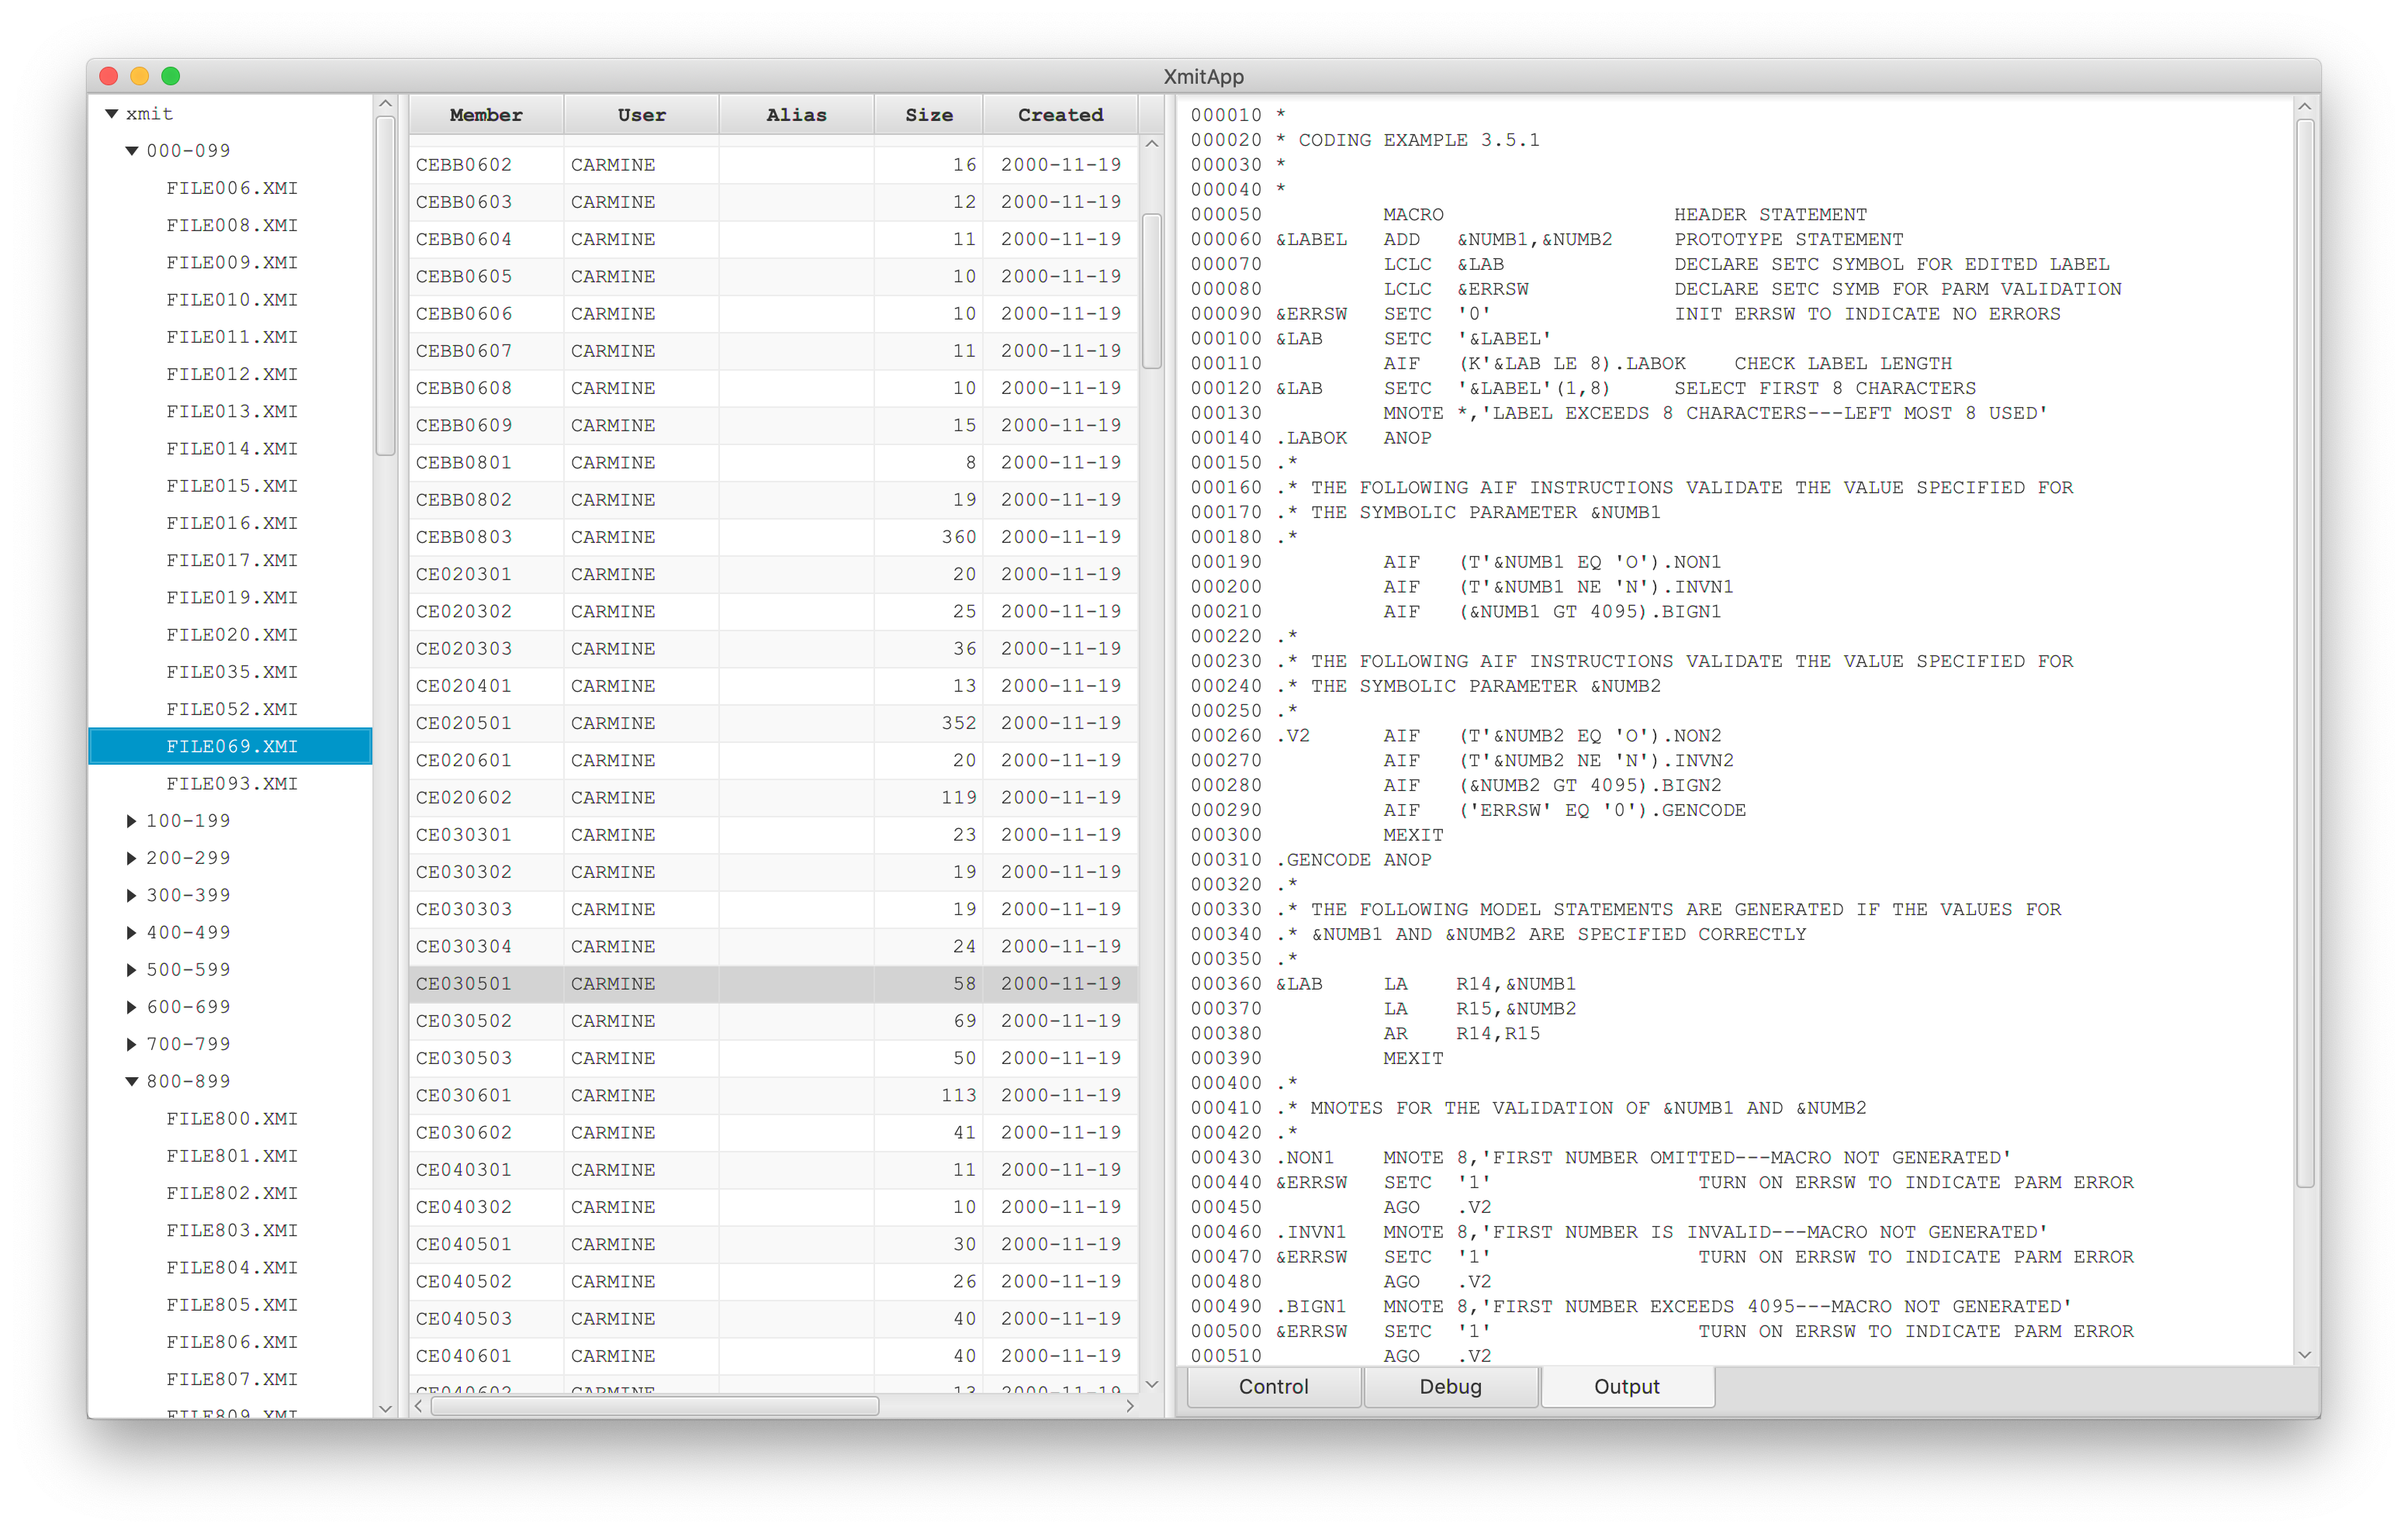 XmitApp
xmit
000-099
FILE006.XMI
FILE008.XMI
FILE009.XMI
FILE010.XMI
FILE011.XMI
FILE012.XMI
FILE013.XMI
FILE014.XMI
FILE015.XMI
FILE016.XMI
FILE017.XMI
FILE019.XMI
FILE020.XMI
FILE035.XMI
FILE052.XMI
FILE069.XMI
FILE093.XMI
100-199
200-299
300-399
400-499
500-599
600-699
700-799
800-899
FILE800.XMI
FILE801.XMI
FILE802.XMI
FILE803.XMI
FILE804.XMI
FILE805.XMI
FILE806.XMI
FILE807.XMI
FILE809.XMI
Member User Alias Size Created
CEBB0602 CARMINE 16 2000-11-19
CEBB0603 CARMINE 12 2000-11-19
CEBB0604 CARMINE 11 2000-11-19
CEBB0605 CARMINE 10 2000-11-19
CEBB0606 CARMINE 10 2000-11-19
CEBB0607 CARMINE 11 2000-11-19
CEBB0608 CARMINE 10 2000-11-19
CEBB0609 CARMINE 15 2000-11-19
CEBB0801 CARMINE 8 2000-11-19
CEBB0802 CARMINE 19 2000-11-19
CEBB0803 CARMINE 360 2000-11-19
CE020301 CARMINE 20 2000-11-19
CE020302 CARMINE 25 2000-11-19
CE020303 CARMINE 36 2000-11-19
CE020401 CARMINE 13 2000-11-19
CE020501 CARMINE 352 2000-11-19
CE020601 CARMINE 20 2000-11-19
CE020602 CARMINE 119 2000-11-19
CE030301 CARMINE 23 2000-11-19
CE030302 CARMINE 19 2000-11-19
CE030303 CARMINE 19 2000-11-19
CE030304 CARMINE 24 2000-11-19
CE030501 CARMINE 58 2000-11-19
CE030502 CARMINE 69 2000-11-19
CE030503 CARMINE 50 2000-11-19
CE030601 CARMINE 113 2000-11-19
CE030602 CARMINE 41 2000-11-19
CE040301 CARMINE 11 2000-11-19
CE040302 CARMINE 10 2000-11-19
CE040501 CARMINE 30 2000-11-19
CE040502 CARMINE 26 2000-11-19
CE040503 CARMINE 40 2000-11-19
CE040601 CARMINE 40 2000-11-19
CE040602 CARMINE 13 2000-11-19
000010 *
000020 * CODING EXAMPLE 3.5.1
000030 *
000040 *
000050          MACRO                   HEADER STATEMENT
000060 &LABEL   ADD   &NUMB1,&NUMB2     PROTOTYPE STATEMENT
000070          LCLC  &LAB              DECLARE SETC SYMBOL FOR EDITED LABEL
000080          LCLC  &ERRSW            DECLARE SETC SYMB FOR PARM VALIDATION
000090 &ERRSW   SETC  '0'               INIT ERRSW TO INDICATE NO ERRORS
000100 &LAB     SETC  '&LABEL'
000110          AIF   (K'&LAB LE 8).LABOK    CHECK LABEL LENGTH
000120 &LAB     SETC  '&LABEL'(1,8)     SELECT FIRST 8 CHARACTERS
000130          MNOTE *,'LABEL EXCEEDS 8 CHARACTERS---LEFT MOST 8 USED'
000140 .LABOK   ANOP
000150 .*
000160 .* THE FOLLOWING AIF INSTRUCTIONS VALIDATE THE VALUE SPECIFIED FOR
000170 .* THE SYMBOLIC PARAMETER &NUMB1
000180 .*
000190          AIF   (T'&NUMB1 EQ 'O').NON1
000200          AIF   (T'&NUMB1 NE 'N').INVN1
000210          AIF   (&NUMB1 GT 4095).BIGN1
000220 .*
000230 .* THE FOLLOWING AIF INSTRUCTIONS VALIDATE THE VALUE SPECIFIED FOR
000240 .* THE SYMBOLIC PARAMETER &NUMB2
000250 .*
000260 .V2      AIF   (T'&NUMB2 EQ 'O').NON2
000270          AIF   (T'&NUMB2 NE 'N').INVN2
000280          AIF   (&NUMB2 GT 4095).BIGN2
000290          AIF   ('ERRSW' EQ '0').GENCODE
000300          MEXIT
000310 .GENCODE ANOP
000320 .*
000330 .* THE FOLLOWING MODEL STATEMENTS ARE GENERATED IF THE VALUES FOR
000340 .* &NUMB1 AND &NUMB2 ARE SPECIFIED CORRECTLY
000350 .*
000360 &LAB     LA    R14,&NUMB1
000370          LA    R15,&NUMB2
000380          AR    R14,R15
000390          MEXIT
000400 .*
000410 .* MNOTES FOR THE VALIDATION OF &NUMB1 AND &NUMB2
000420 .*
000430 .NON1    MNOTE 8,'FIRST NUMBER OMITTED---MACRO NOT GENERATED'
000440 &ERRSW   SETC  '1'                 TURN ON ERRSW TO INDICATE PARM ERROR
000450          AGO   .V2
000460 .INVN1   MNOTE 8,'FIRST NUMBER IS INVALID---MACRO NOT GENERATED'
000470 &ERRSW   SETC  '1'                 TURN ON ERRSW TO INDICATE PARM ERROR
000480          AGO   .V2
000490 .BIGN1   MNOTE 8,'FIRST NUMBER EXCEEDS 4095---MACRO NOT GENERATED'
000500 &ERRSW   SETC  '1'                 TURN ON ERRSW TO INDICATE PARM ERROR
000510          AGO   .V2
Control Debug Output